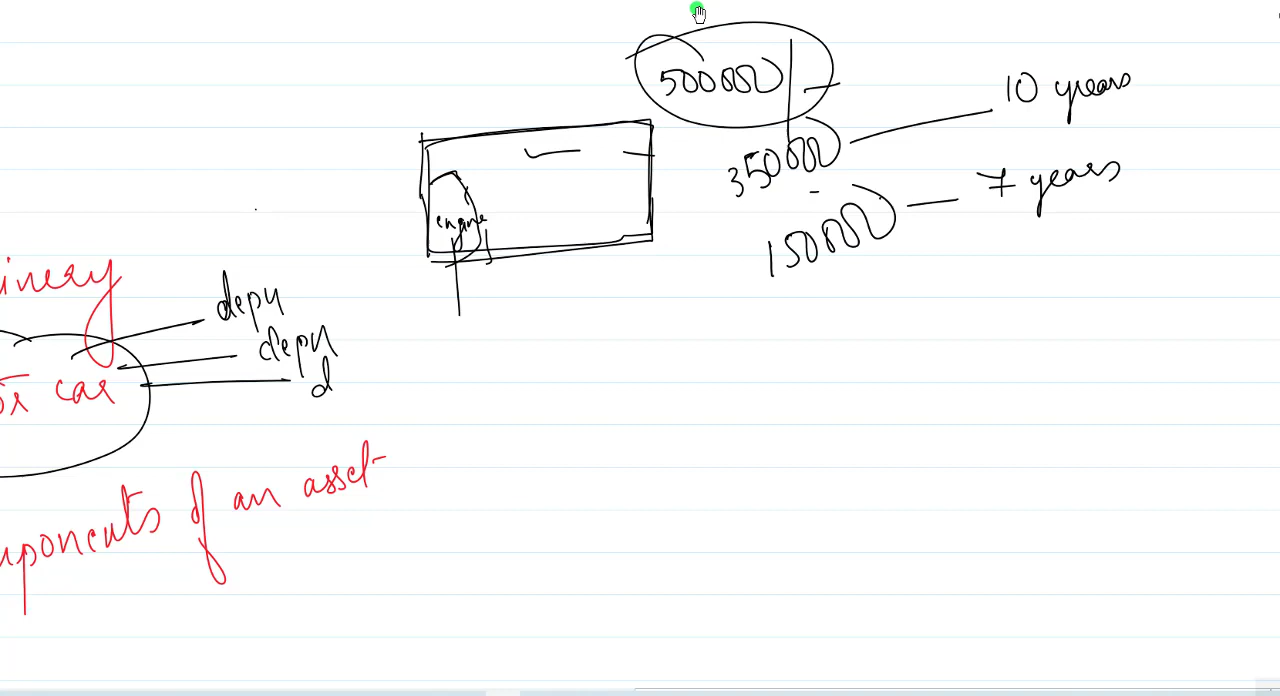 500000
10 years
350000
7 years
engine
150000
inery
depn
depn
d
car
mponents of an asset